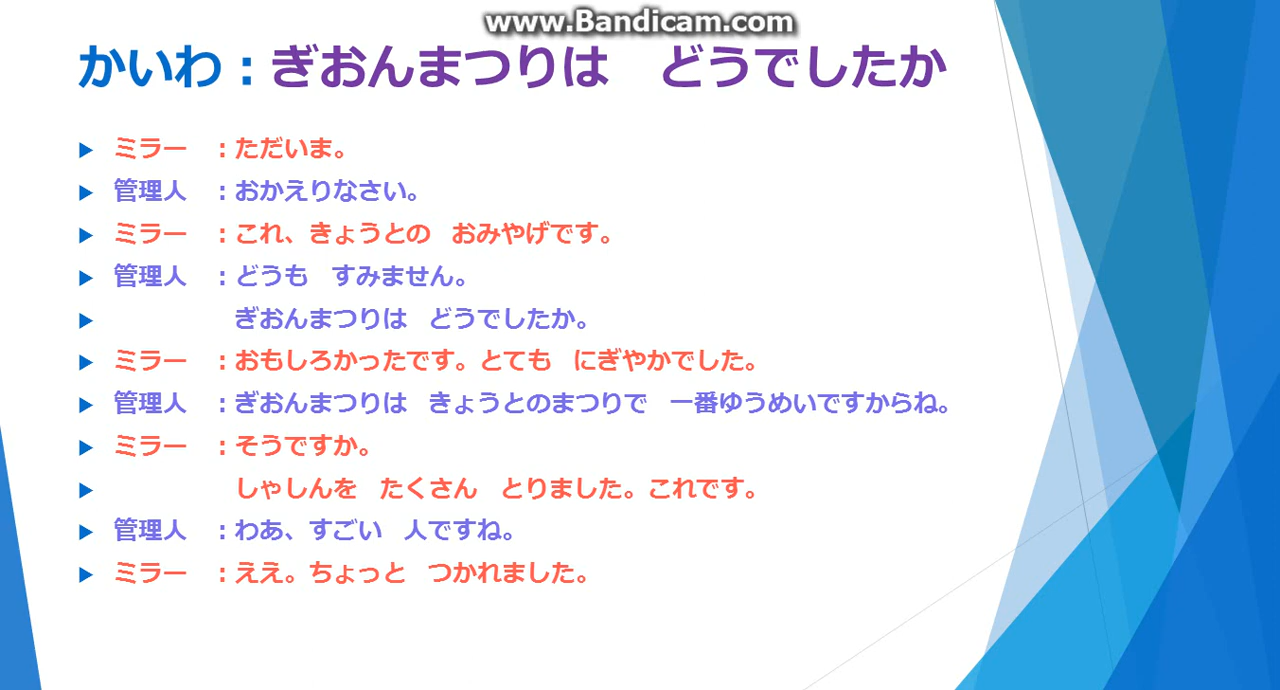 www.Bandicam.com
かいわ：ぎおんまつりは　どうでしたか
ミラー　：ただいま。
管理人　：おかえりなさい。
ミラー　：これ、きょうとの　おみやげです。
管理人　：どうも　すみません。
ぎおんまつりは　どうでしたか。
ミラー　：おもしろかったです。とても　にぎやかでした。
管理人　：ぎおんまつりは　きょうとのまつりで　一番ゆうめいですからね。
ミラー　：そうですか。
しゃしんを　たくさん　とりました。これです。
管理人　：わあ、すごい　人ですね。
ミラー　：ええ。ちょっと　つかれました。